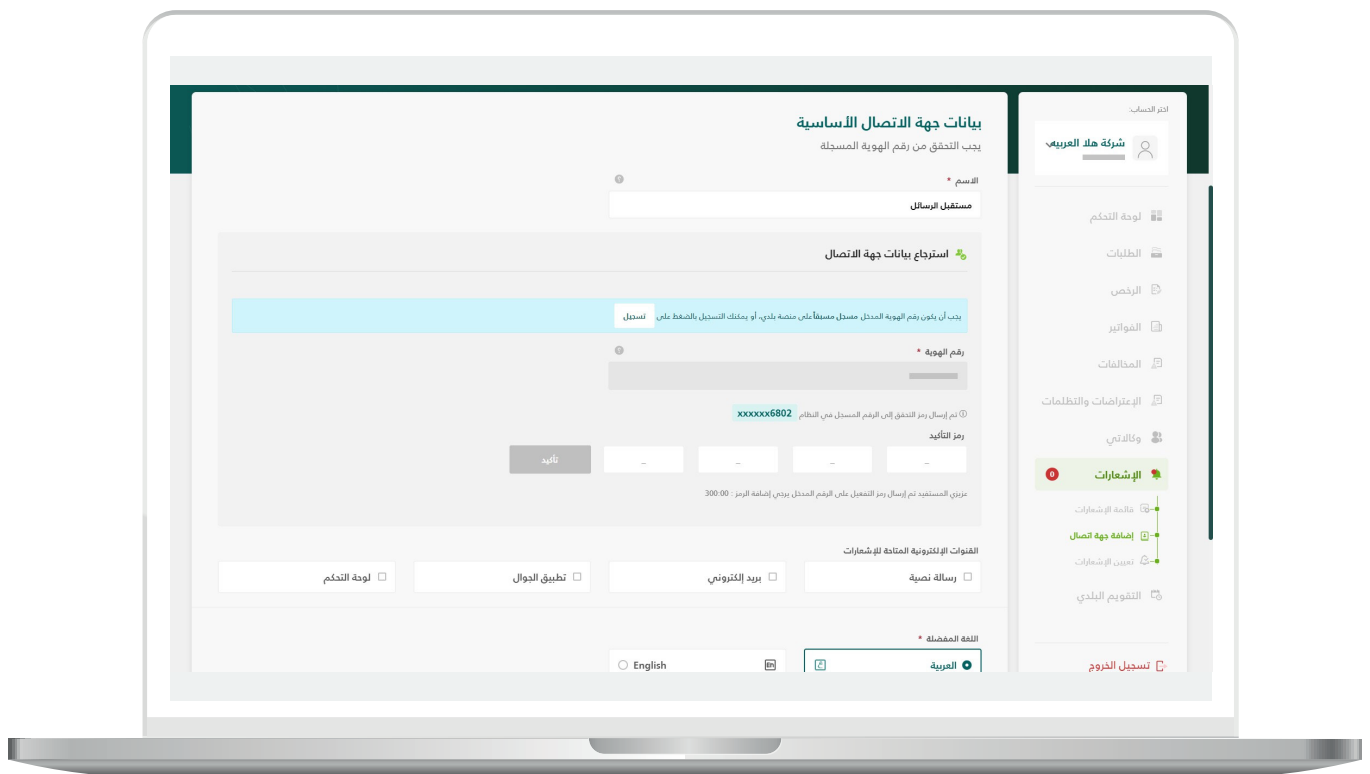 اختر الحساب:
شركة هلا العربيه
لوحة التحكم
الطلبات
الرخص
الفواتير
المخالفات
الإعتراضات والتظلمات
وكالاتي
الإشعارات 0
قائمة الإشعارات
إضافة جهة اتصال
تعيين الإشعارات
التقويم البلدي
تسجيل الخروج
بيانات جهة الاتصال الأساسية
يجب التحقق من رقم الهوية المسجلة
الاسم *
مستقبل الرسائل
استرجاع بيانات جهة الاتصال
يجب أن يكون رقم الهوية المدخل مسجل مسبقاً على منصة بلدي، أو يمكنك التسجيل بالضغط على تسجيل
رقم الهوية *
تم إرسال رمز التحقق إلى الرقم المسجل في النظام xxxxxx6802
رمز التأكيد
_ _ _ _ تأكيد
عزيزي المستفيد تم إرسال رمز التفعيل على الرقم المدخل يرجي إضافة الرمز : 300:00
القنوات الإلكترونية المتاحة للإشعارات
رسالة نصية بريد إلكتروني تطبيق الجوال لوحة التحكم
اللغة المفضلة *
العربية ع English En